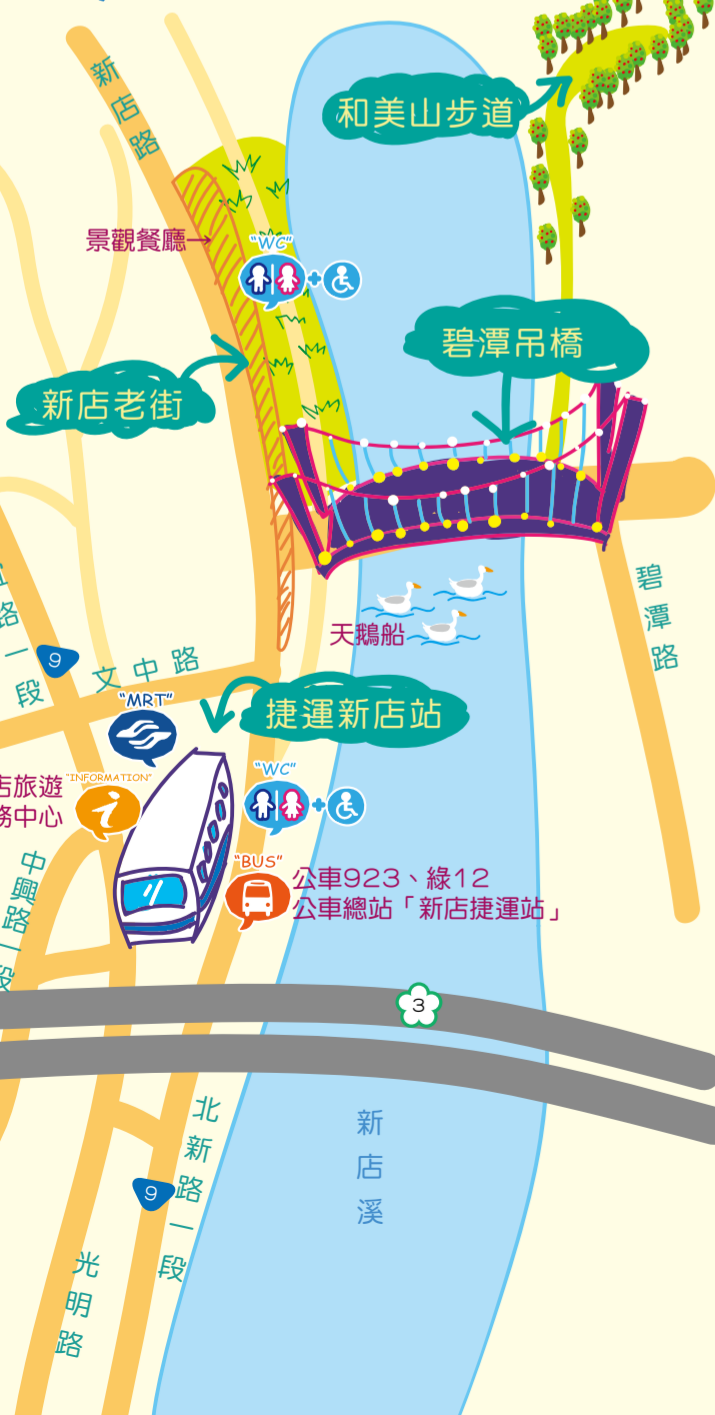 新店路
和美山步道
景觀餐廳→
"WC"
碧潭吊橋
新店老街
碧潭路
路一段
9
文中路
天鵝船
"MRT"
捷運新店站
"INFORMATION"
店旅遊
務中心
"WC"
"BUS"
公車923、綠12
公車總站「新店捷運站」
中興路一段
3
北新路一段
9
新店溪
光明路